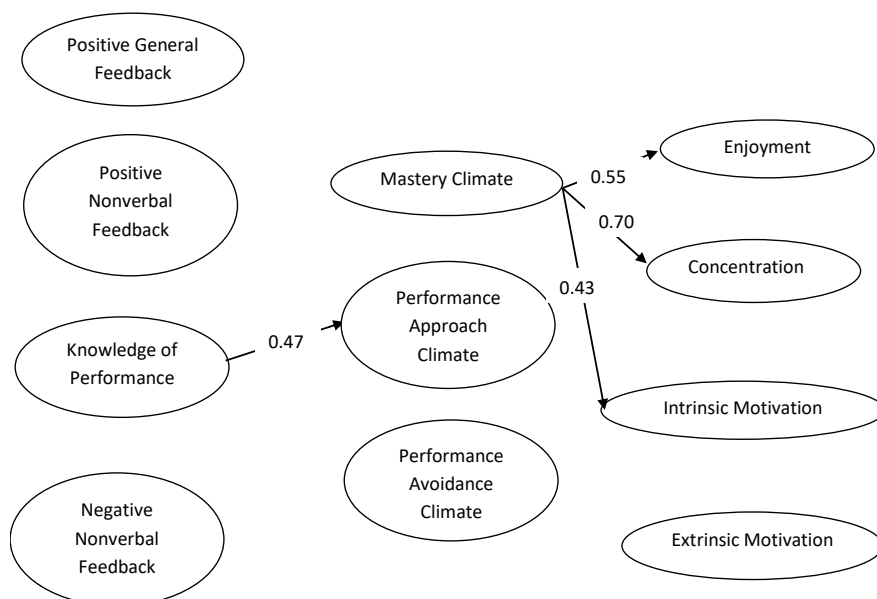 Positive General
Feedback
Positive
Nonverbal
Feedback
Knowledge of
Performance
Negative
Nonverbal
Feedback
0.47
Mastery Climate
Performance
Approach
Climate
Performance
Avoidance
Climate
0.55
0.70
0.43
Enjoyment
Concentration
Intrinsic Motivation
Extrinsic Motivation